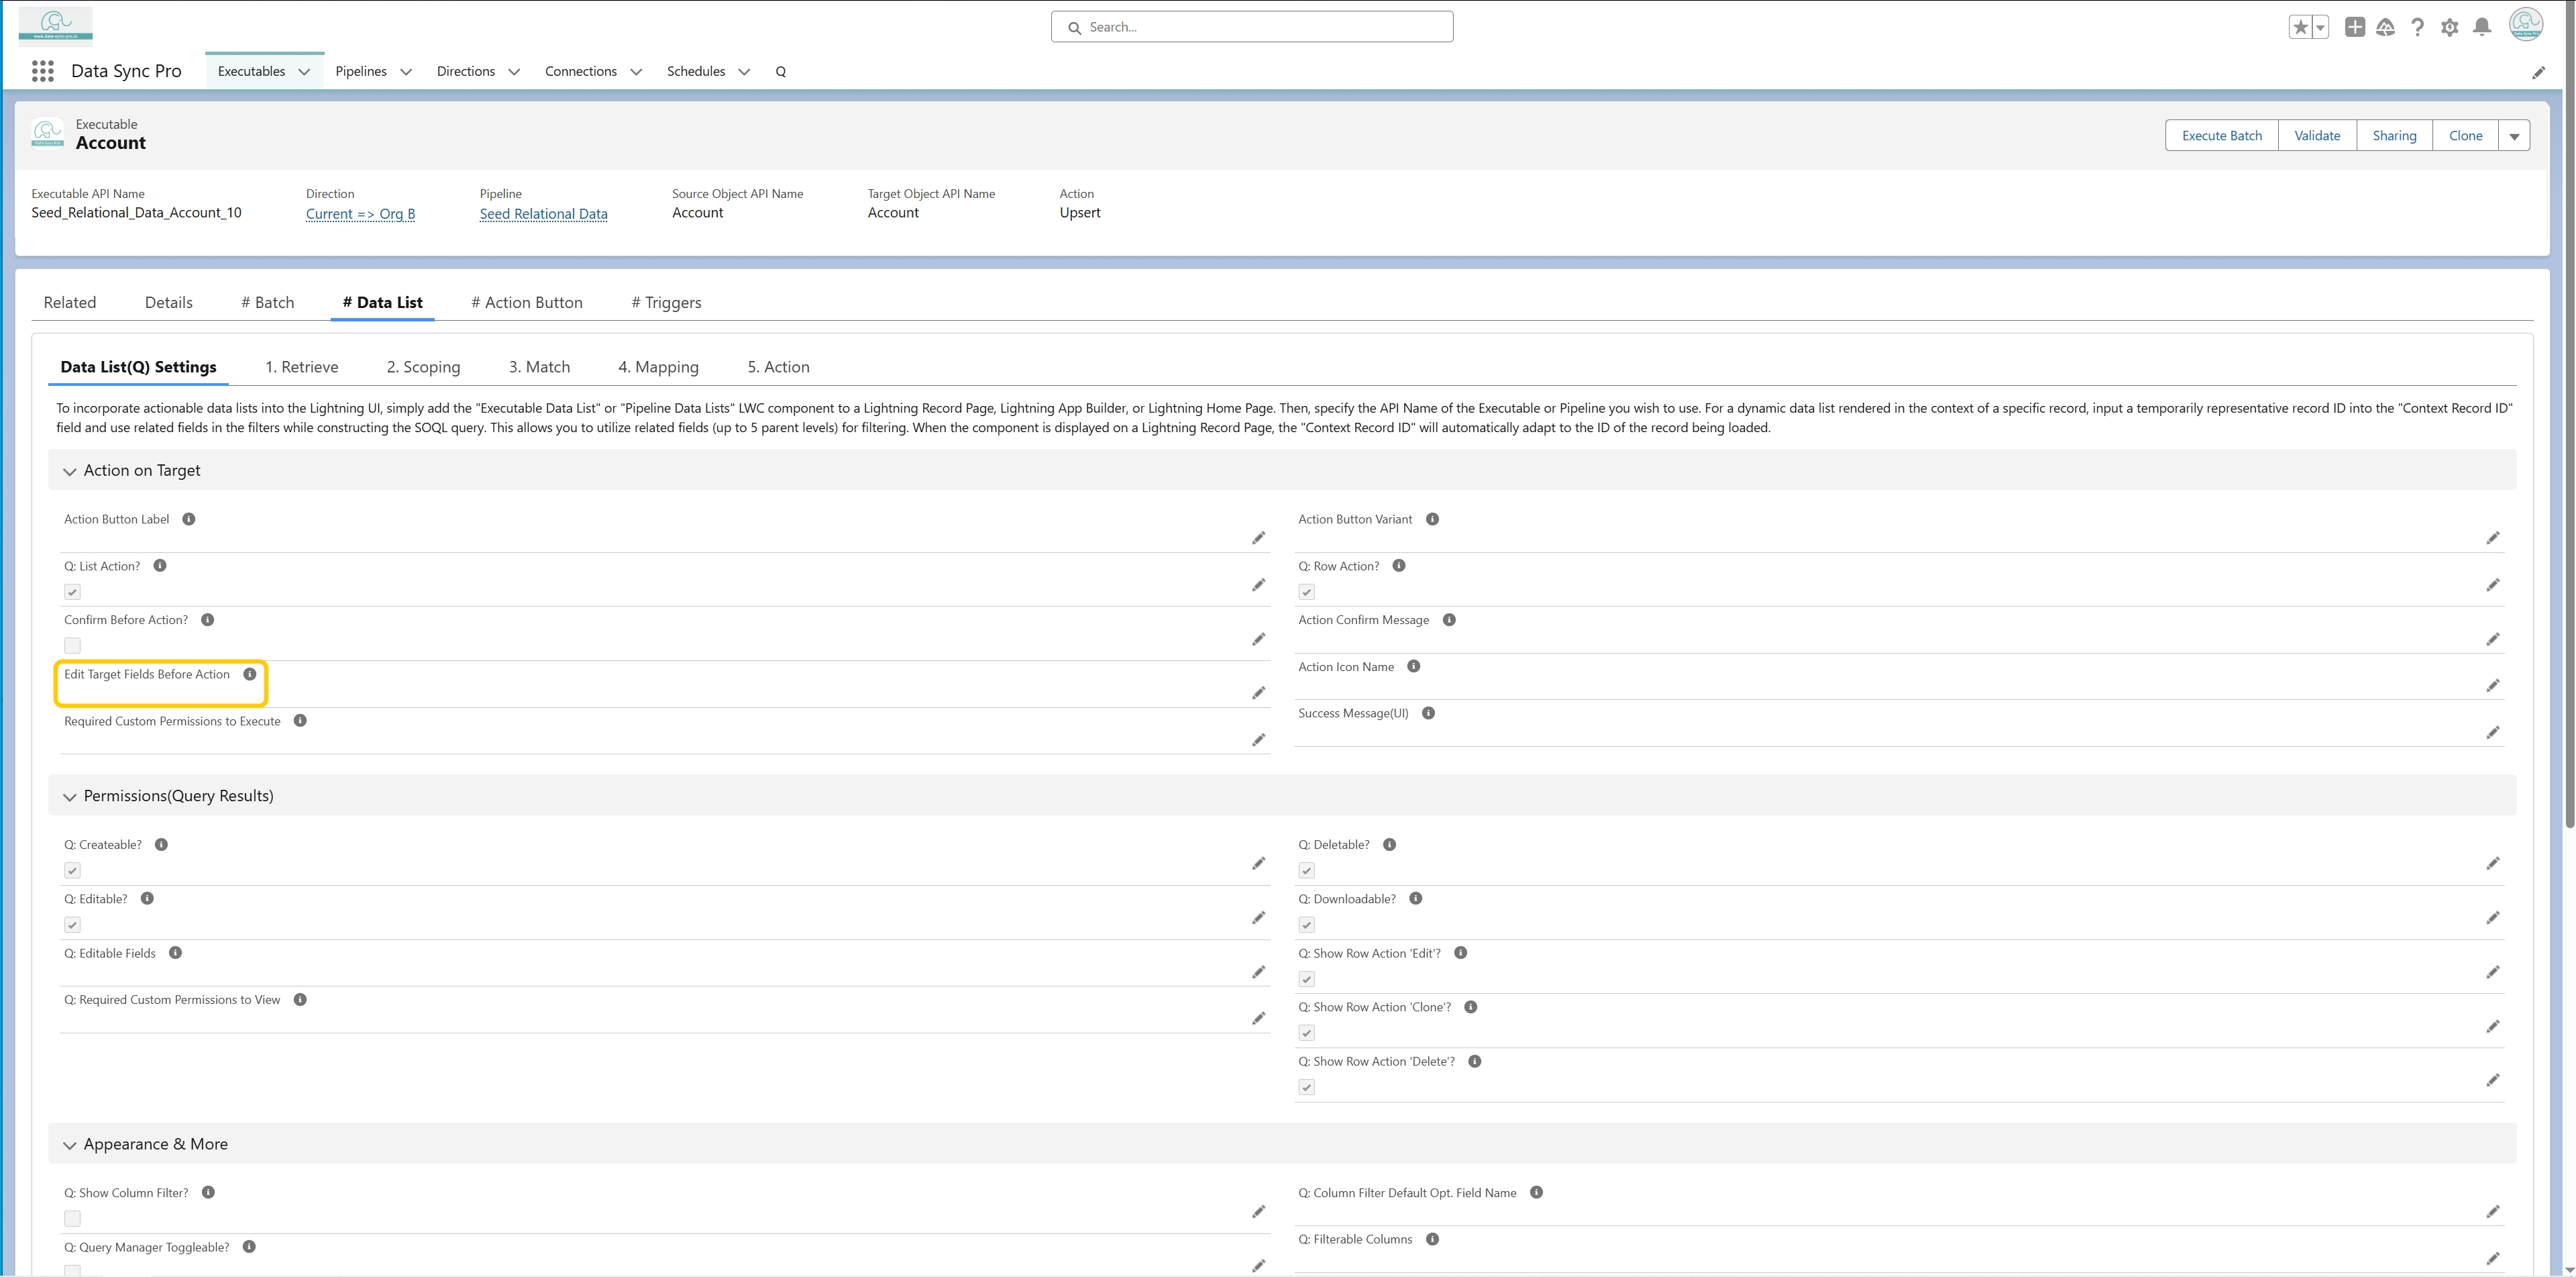 www.data-sync-pro.io
Search...
Data Sync Pro
Executables
Pipelines
Directions
Connections
Schedules
Q
Executable
Account
Execute Batch
Validate
Sharing
Clone
Executable API Name
Direction
Pipeline
Source Object API Name
Target Object API Name
Action
Seed_Relational_Data_Account_10
Current => Org B
Seed Relational Data
Account
Account
Upsert
Related
Details
# Batch
# Data List
# Action Button
# Triggers
Data List(Q) Settings
1. Retrieve
2. Scoping
3. Match
4. Mapping
5. Action
To incorporate actionable data lists into the Lightning UI, simply add the "Executable Data List" or "Pipeline Data Lists" LWC component to a Lightning Record Page, Lightning App Builder, or Lightning Home Page. Then, specify the API Name of the Executable or Pipeline you wish to use. For a dynamic data list rendered in the context of a specific record, input a temporarily representative record ID into the "Context Record ID"
field and use related fields in the filters while constructing the SOQL query. This allows you to utilize related fields (up to 5 parent levels) for filtering. When the component is displayed on a Lightning Record Page, the "Context Record ID" will automatically adapt to the ID of the record being loaded.
Action on Target
Action Button Label
Action Button Variant
Q: List Action?
Q: Row Action?
Confirm Before Action?
Action Confirm Message
Edit Target Fields Before Action
Action Icon Name
Required Custom Permissions to Execute
Success Message(UI)
Permissions(Query Results)
Q: Createable?
Q: Deletable?
Q: Editable?
Q: Downloadable?
Q: Editable Fields
Q: Show Row Action 'Edit'?
Q: Required Custom Permissions to View
Q: Show Row Action 'Clone'?
Q: Show Row Action 'Delete'?
Appearance & More
Q: Show Column Filter?
Q: Column Filter Default Opt. Field Name
Q: Query Manager Toggleable?
Q: Filterable Columns